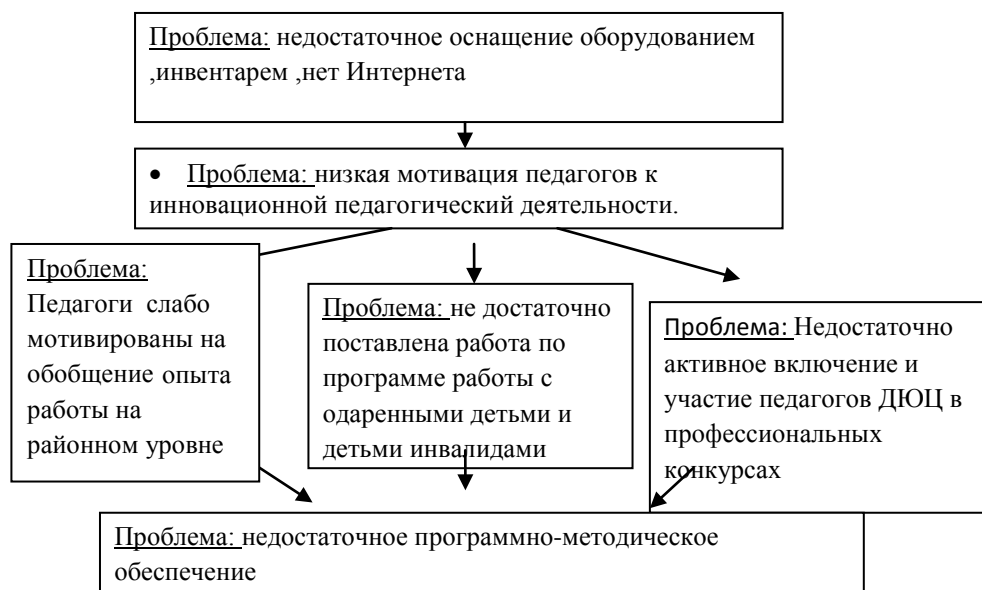 Проблема: недостаточное оснащение оборудованием
,инвентарем ,нет Интернета
• Проблема: низкая мотивация педагогов к
инновационной педагогический деятельности.
Проблема:
Педагоги слабо
мотивированы на
обобщение опыта
работы на
районном уровне
Проблема: не достаточно
поставлена работа по
программе работы с
одаренными детьми и
детьми инвалидами
Проблема: Недостаточно
активное включение и
участие педагогов ДЮЦ в
профессиональных
конкурсах
Проблема: недостаточное программно-методическое
обеспечение